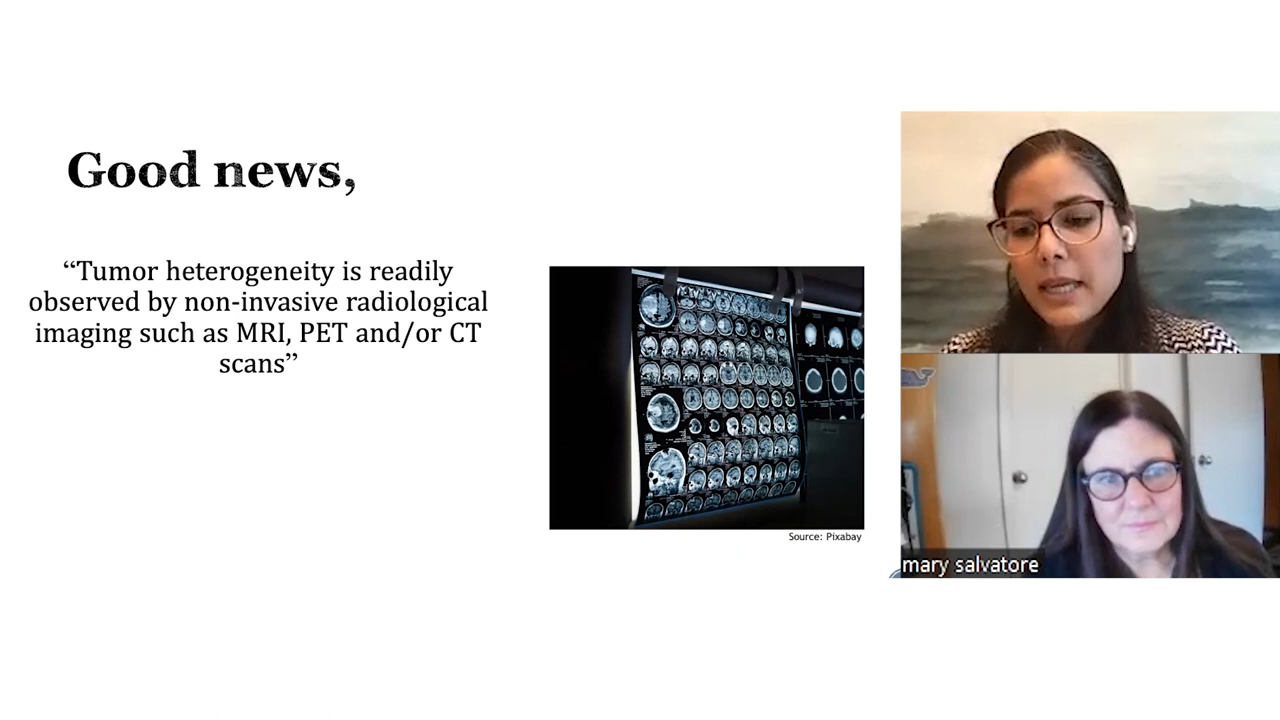 Good news,
“Tumor heterogeneity is readily
observed by non-invasive radiological
imaging such as MRI, PET and/or CT
scans”
Source: Pixabay
mary salvatore